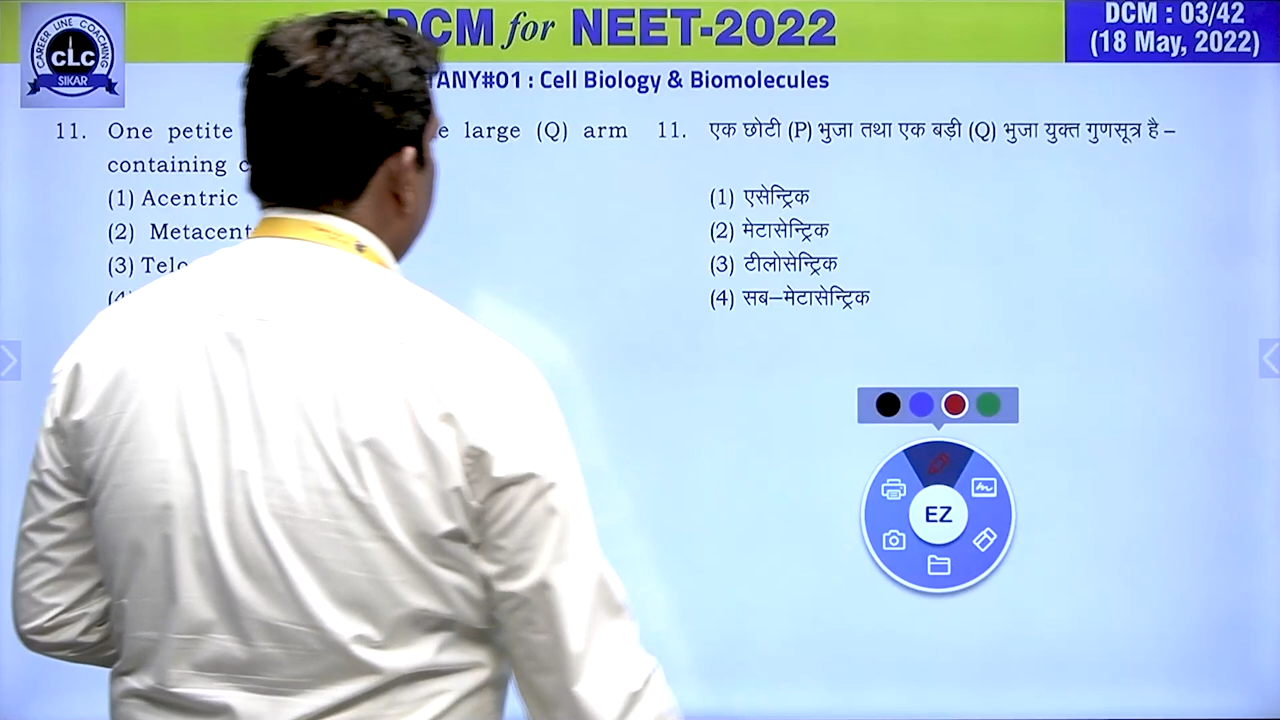 DCM for NEET-2022
DCM : 03/42
(18 May, 2022)
CAREER LINE COACHING
CLC
SIKAR
TANY#01 : Cell Biology & Biomolecules
11. One petite large (Q) arm
containing
(1) Acentric
(2) Metacent
(3) Telo
(4)
11. एक छोटी (P) भुजा तथा एक बड़ी (Q) भुजा युक्त गुणसूत्र है –
(1) एसेन्ट्रिक
(2) मेटासेन्ट्रिक
(3) टीलोसेन्ट्रिक
(4) सब–मेटासेन्ट्रिक
EZ